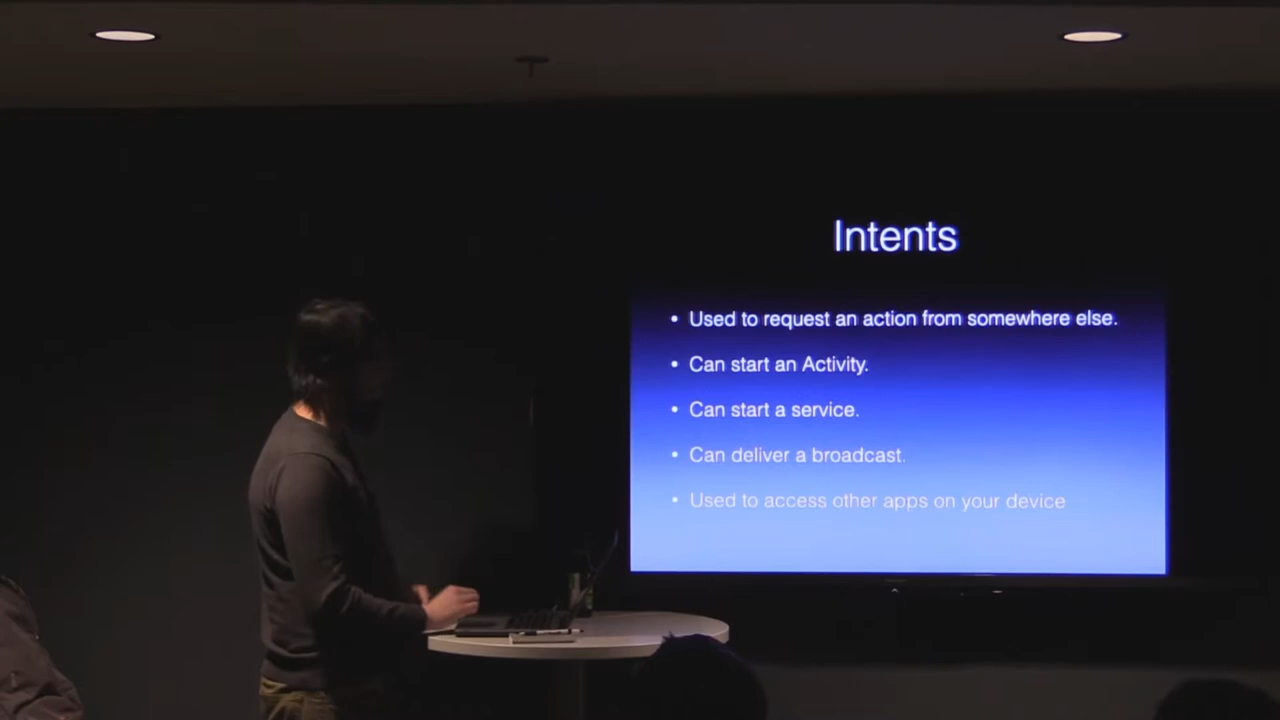 Intents
• Used to request an action from somewhere else.
• Can start an Activity.
• Can start a service.
• Can deliver a broadcast.
• Used to access other apps on your device